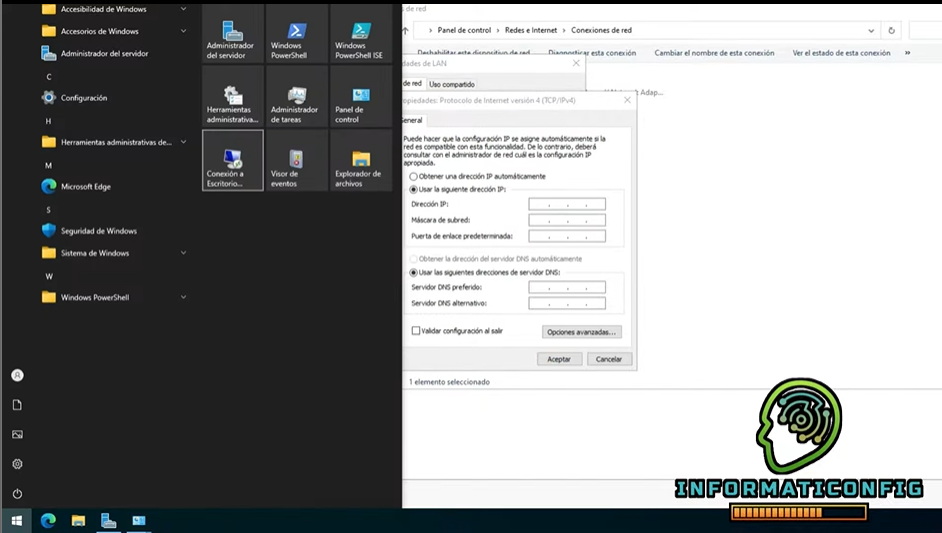 Accesibilidad de Windows
Accesorios de Windows
Administrador del servidor
C
Configuración
H
Herramientas administrativas de...
M
Microsoft Edge
S
Seguridad de Windows
Sistema de Windows
W
Windows PowerShell
Administrador
del servidor
Windows
PowerShell
Windows
PowerShell ISE
Herramientas
administrativa...
Administrador
de tareas
Panel de
control
Conexión a
Escritorio...
Visor de
eventos
Explorador de
archivos
de red
Panel de control > Redes e Internet > Conexiones de red
Deshabilitar este dispositivo de red
Diagnosticar esta conexión
Cambiar el nombre de esta conexión
Ver el estado de esta conexión
»
dades de LAN
de red
Uso compartido
Adap...
opiedades: Protocolo de Internet versión 4 (TCP/IPv4)
General
Puede hacer que la configuración IP se asigne automáticamente si la
red es compatible con esta funcionalidad. De lo contrario, deberá
consultar con el administrador de red cuál es la configuración IP
apropiada.
Obtener una dirección IP automáticamente
Usar la siguiente dirección IP:
Dirección IP:
Máscara de subred:
Puerta de enlace predeterminada:
Obtener la dirección del servidor DNS automáticamente
Usar las siguientes direcciones de servidor DNS:
Servidor DNS preferido:
Servidor DNS alternativo:
Validar configuración al salir
Opciones avanzadas...
Aceptar
Cancelar
1 elemento seleccionado
INFORMATICONFIG